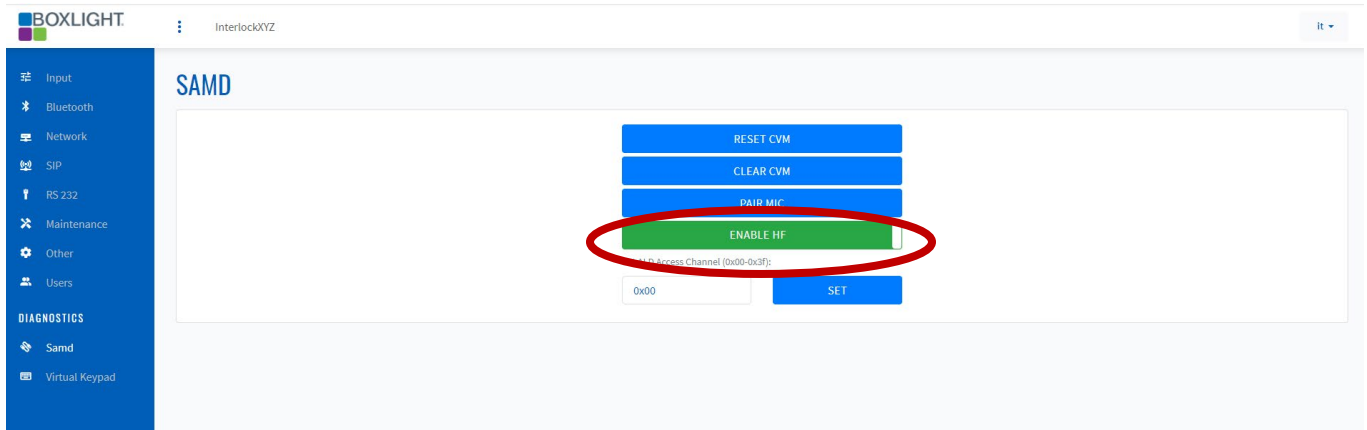 BOXLIGHT
InterlockXYZ
it
Input
Bluetooth
Network
SIP
RS 232
Maintenance
Other
Users
DIAGNOSTICS
Samd
Virtual Keypad
SAMD
RESET CVM
CLEAR CVM
PAIR MIC
ENABLE HF
Access Channel (0x00-0x3f):
0x00
SET